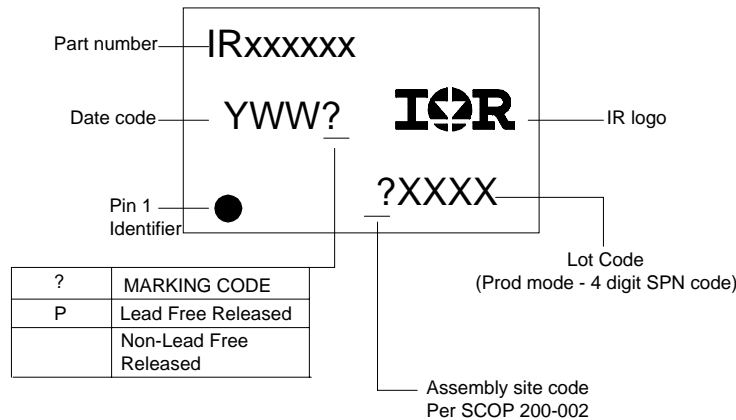 Part number
IRxxxxxx
Date code
YWW?
IOR
IR logo
?XXXX
Pin 1
Identifier
Lot Code
(Prod mode - 4 digit SPN code)
? MARKING CODE
P Lead Free Released
Non-Lead Free
Released
Assembly site code
Per SCOP 200-002